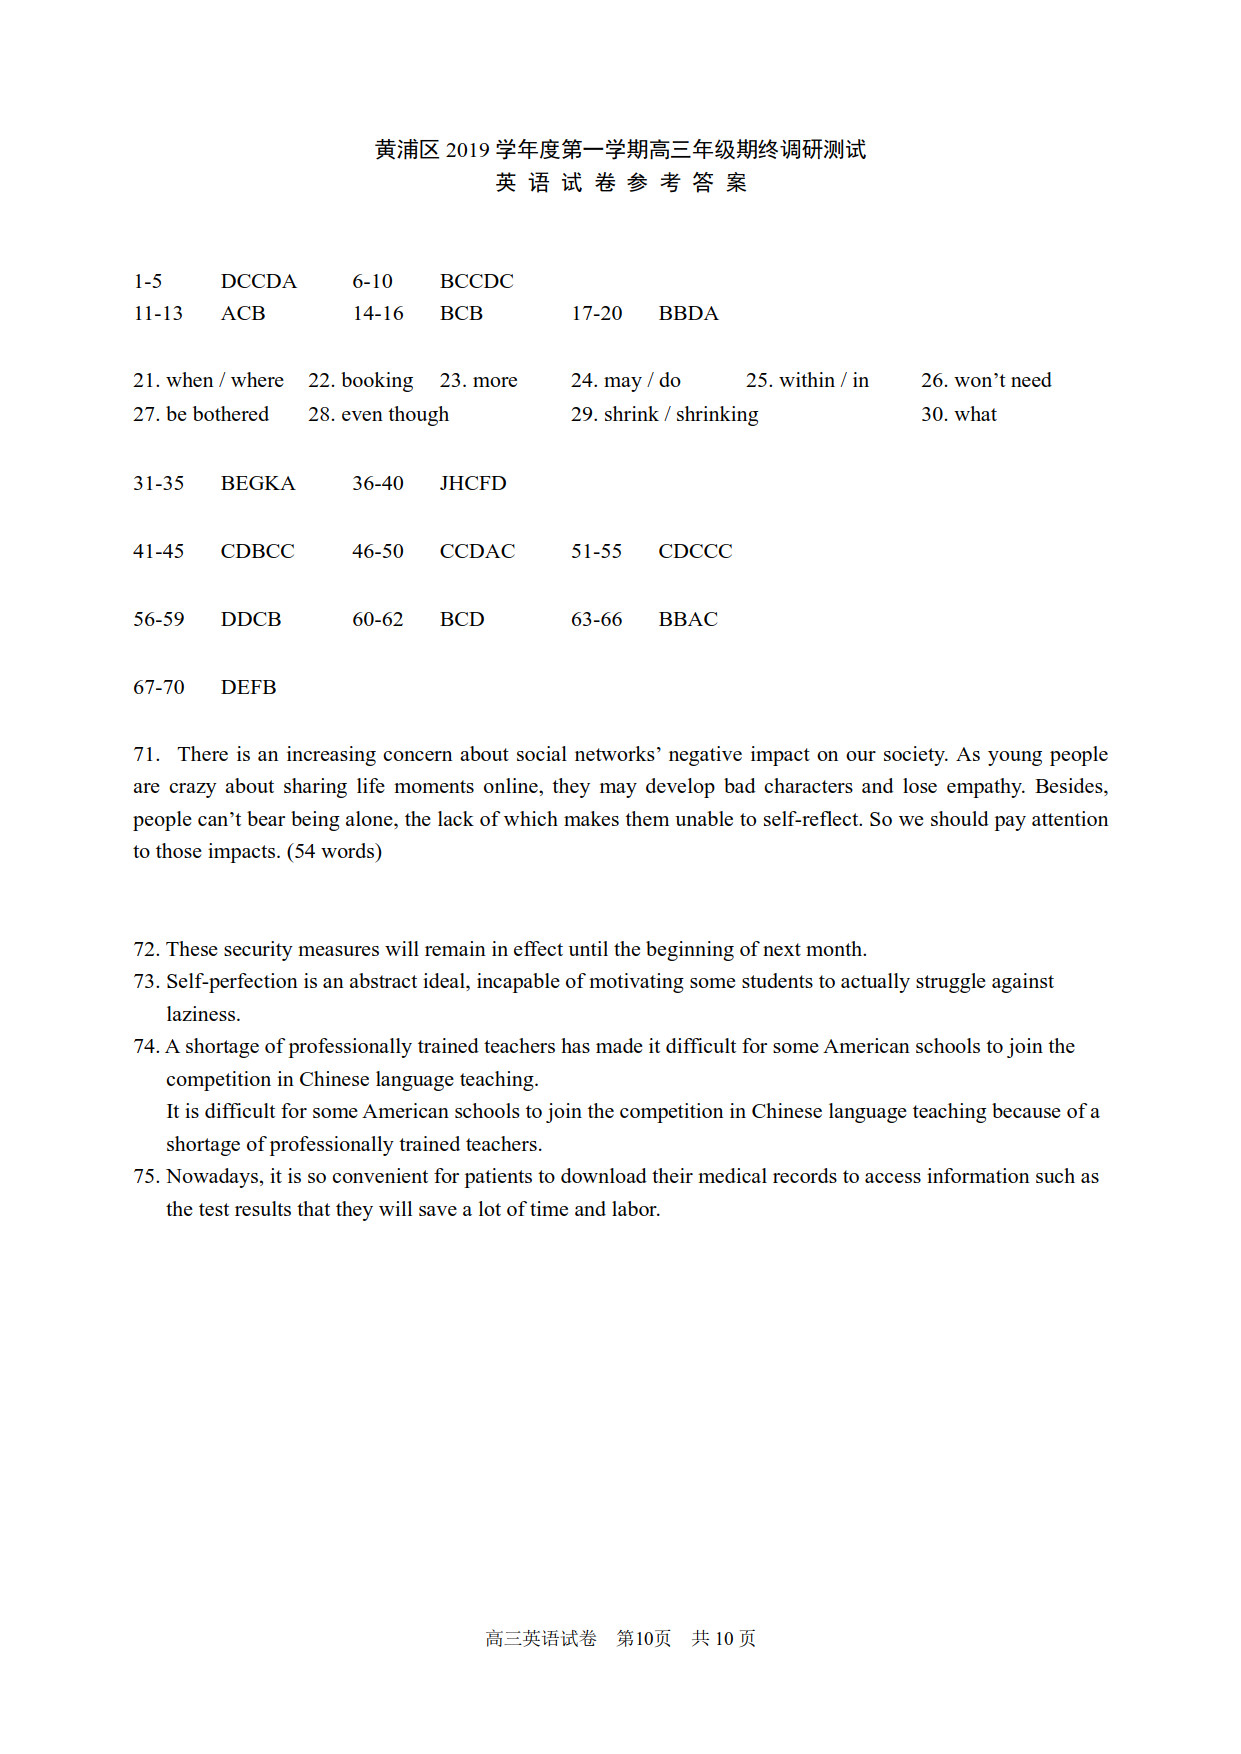 黄浦区 2019 学年度第一学期高三年级期终调研测试
英 语 试 卷 参 考 答 案
1-5 DCCDA 6-10 BCCDC
11-13 ACB 14-16 BCB 17-20 BBDA
21. when / where 22. booking 23. more 24. may / do 25. within / in 26. won’t need
27. be bothered 28. even though 29. shrink / shrinking 30. what
31-35 BEGKA 36-40 JHCFD
41-45 CDBCC 46-50 CCDAC 51-55 CDCCC
56-59 DDCB 60-62 BCD 63-66 BBAC
67-70 DEFB
71. There is an increasing concern about social networks’ negative impact on our society. As young people
are crazy about sharing life moments online, they may develop bad characters and lose empathy. Besides,
people can’t bear being alone, the lack of which makes them unable to self-reflect. So we should pay attention
to those impacts. (54 words)
72. These security measures will remain in effect until the beginning of next month.
73. Self-perfection is an abstract ideal, incapable of motivating some students to actually struggle against
laziness.
74. A shortage of professionally trained teachers has made it difficult for some American schools to join the
competition in Chinese language teaching.
It is difficult for some American schools to join the competition in Chinese language teaching because of a
shortage of professionally trained teachers.
75. Nowadays, it is so convenient for patients to download their medical records to access information such as
the test results that they will save a lot of time and labor.
高三英语试卷 第10页 共 10 页